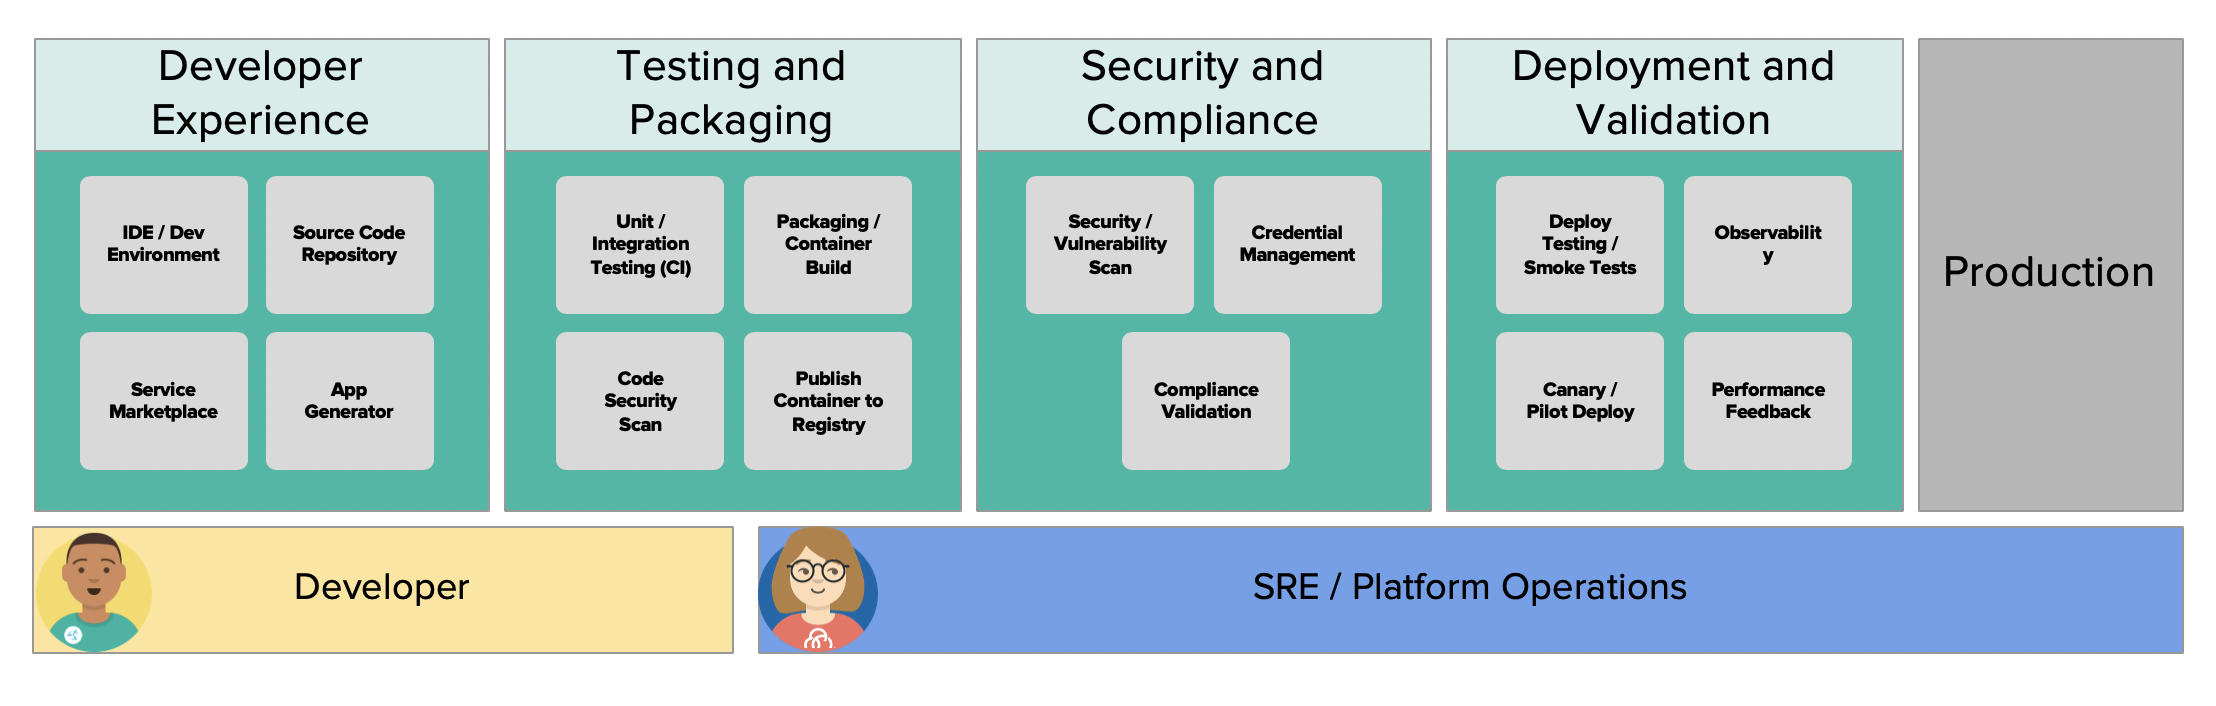 Developer
Experience
IDE / Dev
Environment
Source Code
Repository
Service
Marketplace
App
Generator
Testing and
Packaging
Unit /
Integration
Testing (CI)
Packaging /
Container
Build
Code
Security
Scan
Publish
Container to
Registry
Security and
Compliance
Security /
Vulnerability
Scan
Credential
Management
Compliance
Validation
Deployment and
Validation
Deploy
Testing /
Smoke Tests
Observabilit
y
Canary /
Pilot Deploy
Performance
Feedback
Production
Developer
SRE / Platform Operations